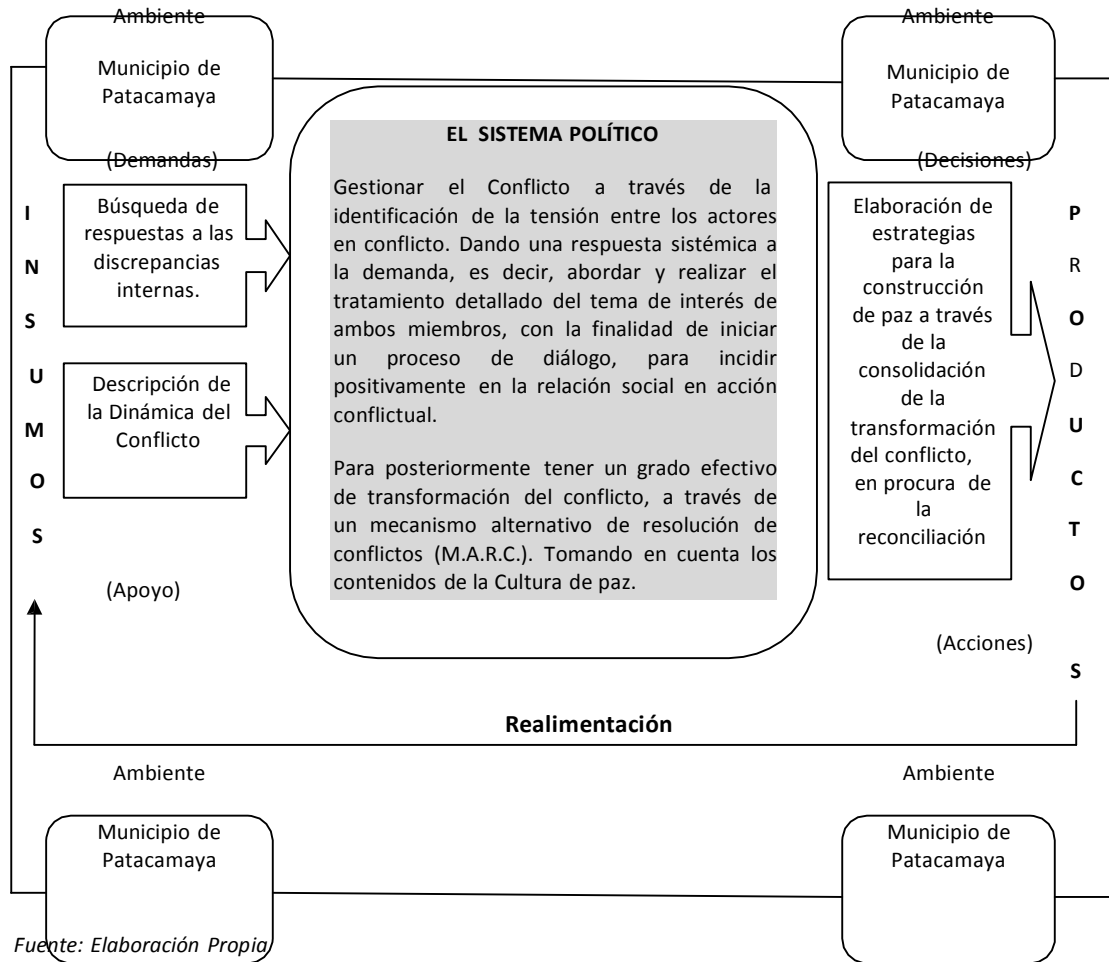 Ambiente
Municipio de
Patacamaya
Ambiente
Municipio de
Patacamaya
(Demandas)
(Decisiones)
I
N
S
U
M
O
S
Búsqueda de
respuestas a las
discrepancias
internas.
Descripción de
la Dinámica del
Conflicto
(Apoyo)
EL SISTEMA POLÍTICO
Gestionar el Conflicto a través de la
identificación de la tensión entre los actores
en conflicto. Dando una respuesta sistémica a
la demanda, es decir, abordar y realizar el
tratamiento detallado del tema de interés de
ambos miembros, con la finalidad de iniciar
un proceso de diálogo, para incidir
positivamente en la relación social en acción
conflictual.
Para posteriormente tener un grado efectivo
de transformación del conflicto, a través de
un mecanismo alternativo de resolución de
conflictos (M.A.R.C.). Tomando en cuenta los
contenidos de la Cultura de paz.
Elaboración de
estrategias
para la
construcción
de paz a través
de la
consolidación
de la
transformación
del conflicto,
en procura de
la
reconciliación
(Acciones)
P
R
O
D
U
C
T
O
S
Realimentación
Ambiente
Municipio de
Patacamaya
Ambiente
Municipio de
Patacamaya
Fuente: Elaboración Propia